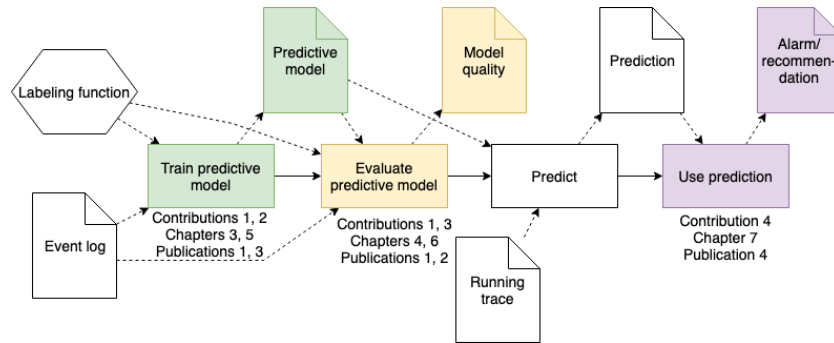 Labeling function
Predictive
model
Model
quality
Prediction
Alarm/
recommen-
dation
Train predictive
model
Evaluate
predictive model
Predict
Use prediction
Contributions 1, 2
Chapters 3, 5
Publications 1, 3
Contributions 1, 3
Chapters 4, 6
Publications 1, 2
Contribution 4
Chapter 7
Publication 4
Event log
Running
trace